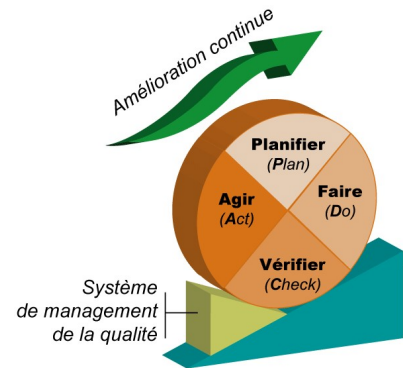 Amélioration continue
Planifier
(Plan)
Faire
(Do)
Agir
(Act)
Vérifier
(Check)
Système
de management
de la qualité